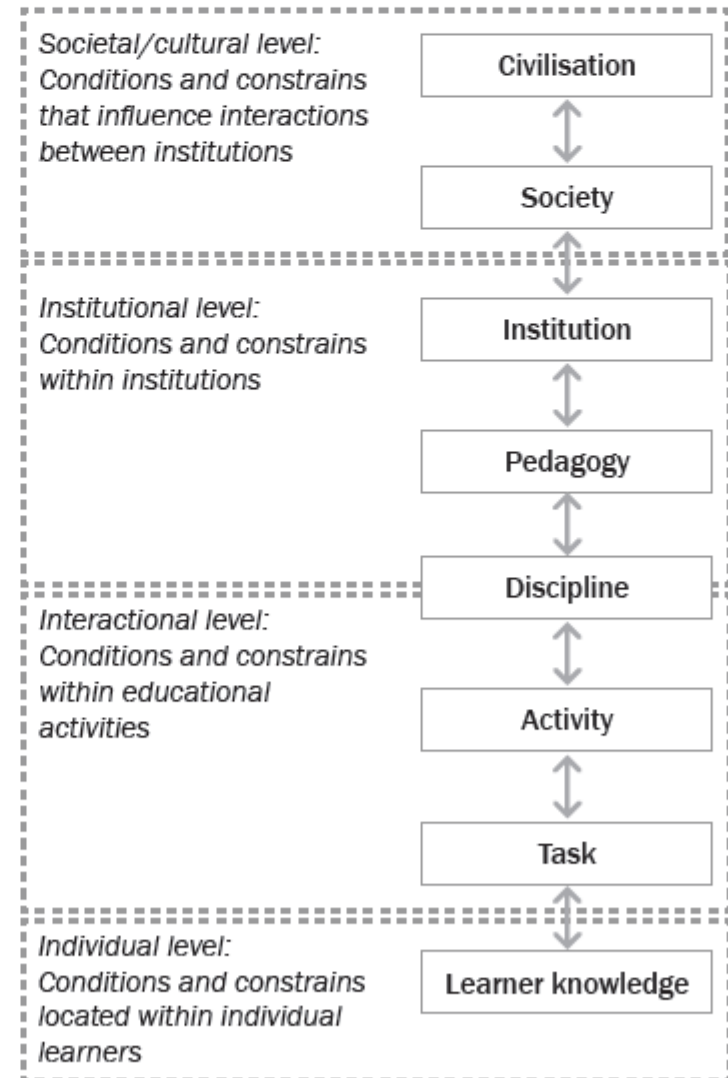 Societal/cultural level:
Conditions and constrains
that influence interactions
between institutions
Civilisation
Society
Institutional level:
Conditions and constrains
within institutions
Institution
Pedagogy
Discipline
Interactional level:
Conditions and constrains
within educational
activities
Activity
Task
Individual level:
Conditions and constrains
located within individual
learners
Learner knowledge